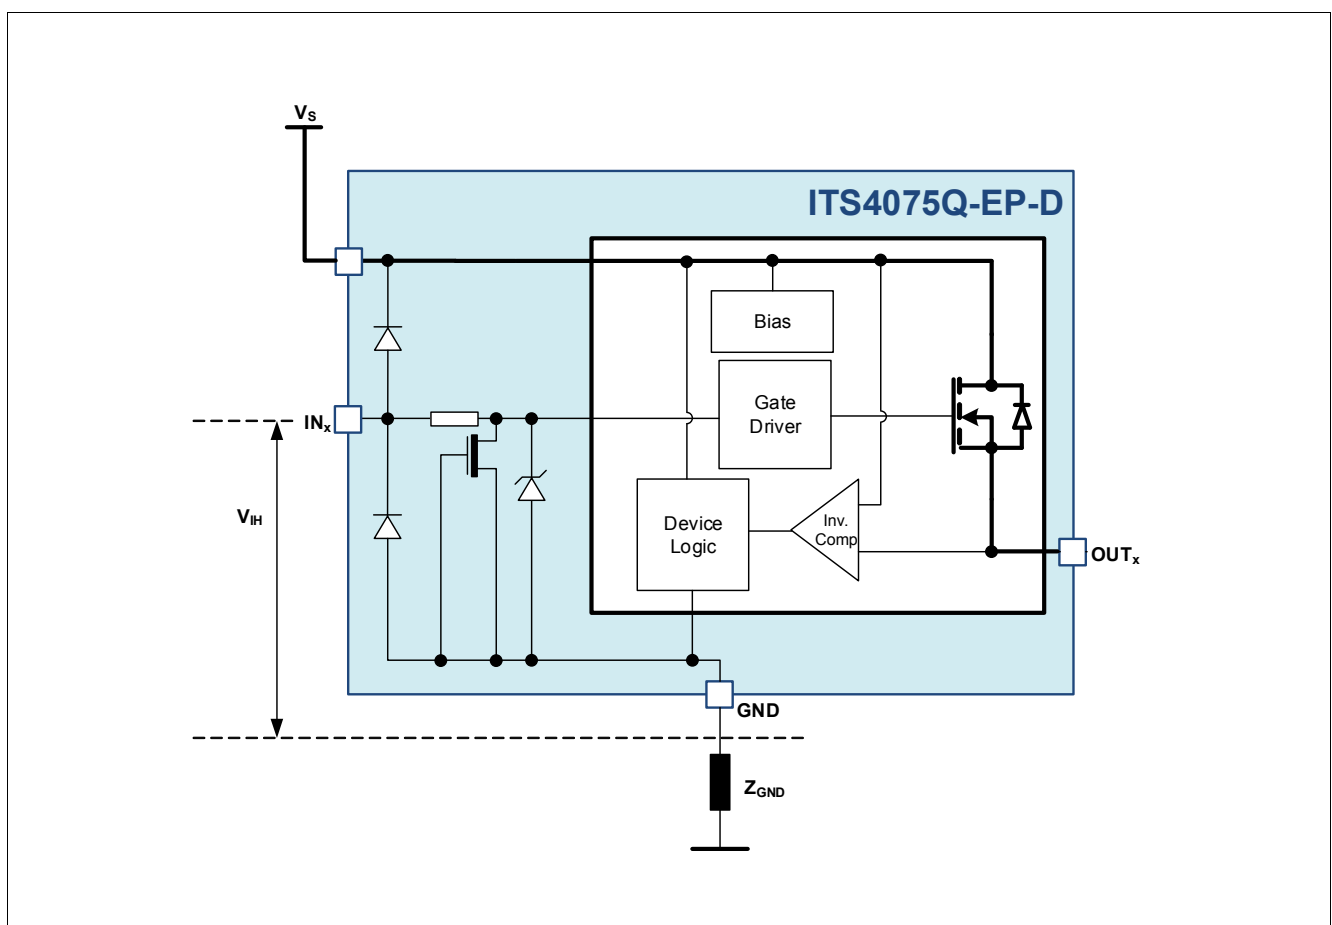 VS
ITS4075Q-EP-D
Bias
Gate
Driver
INx
VIH
Device
Logic
Inv.
Comp
OUTx
GND
ZGND